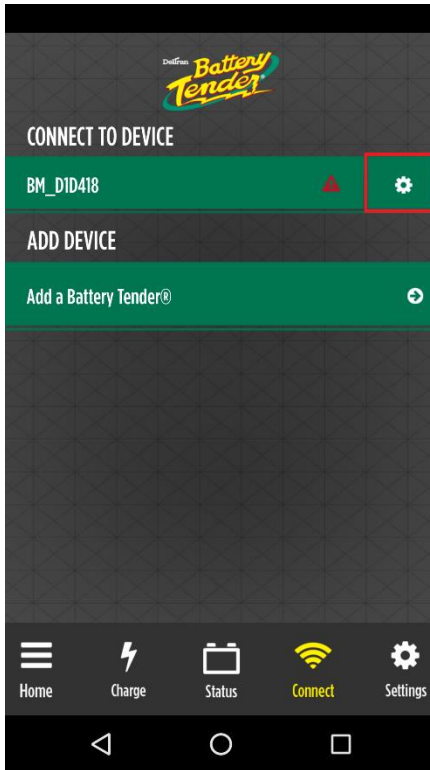 Deltran Battery
Tender®
CONNECT TO DEVICE
BM_D1D418
ADD DEVICE
Add a Battery Tender®
Home Charge Status Connect Settings